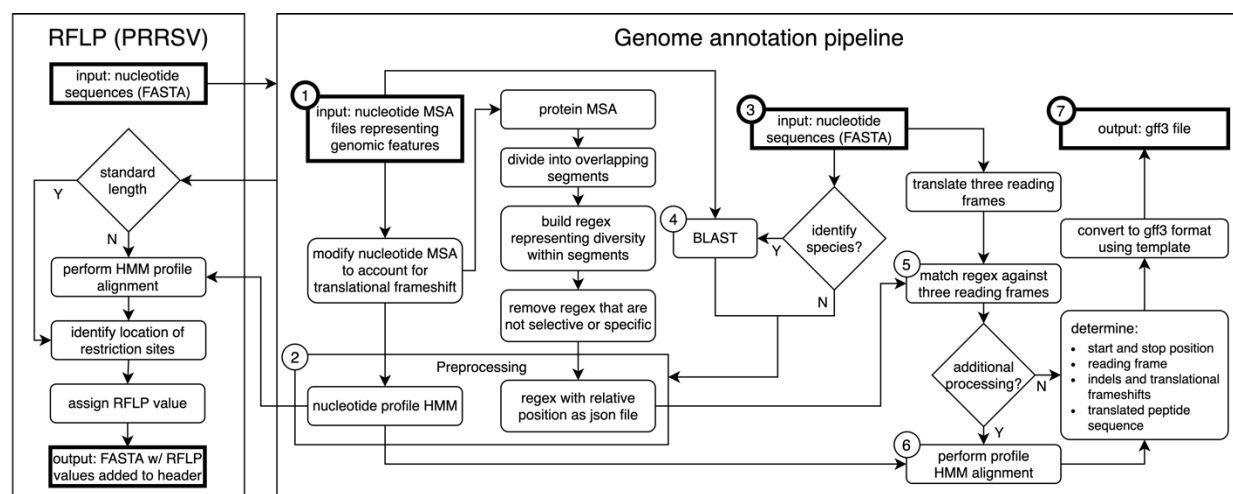 RFLP (PRRSV)
input: nucleotide
sequences (FASTA)
standard
length
Y
N
perform HMM profile
alignment
identify location of
restriction sites
assign RFLP value
output: FASTA w/ RFLP
values added to header
Genome annotation pipeline
1
input: nucleotide MSA
files representing
genomic features
modify nucleotide MSA
to account for
translational frameshift
2
Preprocessing
nucleotide profile HMM
protein MSA
divide into overlapping
segments
build regex
representing diversity
within segments
remove regex that are
not selective or specific
regex with relative
position as json file
3
input: nucleotide
sequences (FASTA)
4
BLAST
Y
identify
species?
N
translate three reading
frames
5
match regex against
three reading frames
additional
processing?
N
Y
6
perform profile
HMM alignment
7
output: gff3 file
convert to gff3 format
using template
determine:
• start and stop position
• reading frame
• indels and translational
frameshifts
• translated peptide
sequence